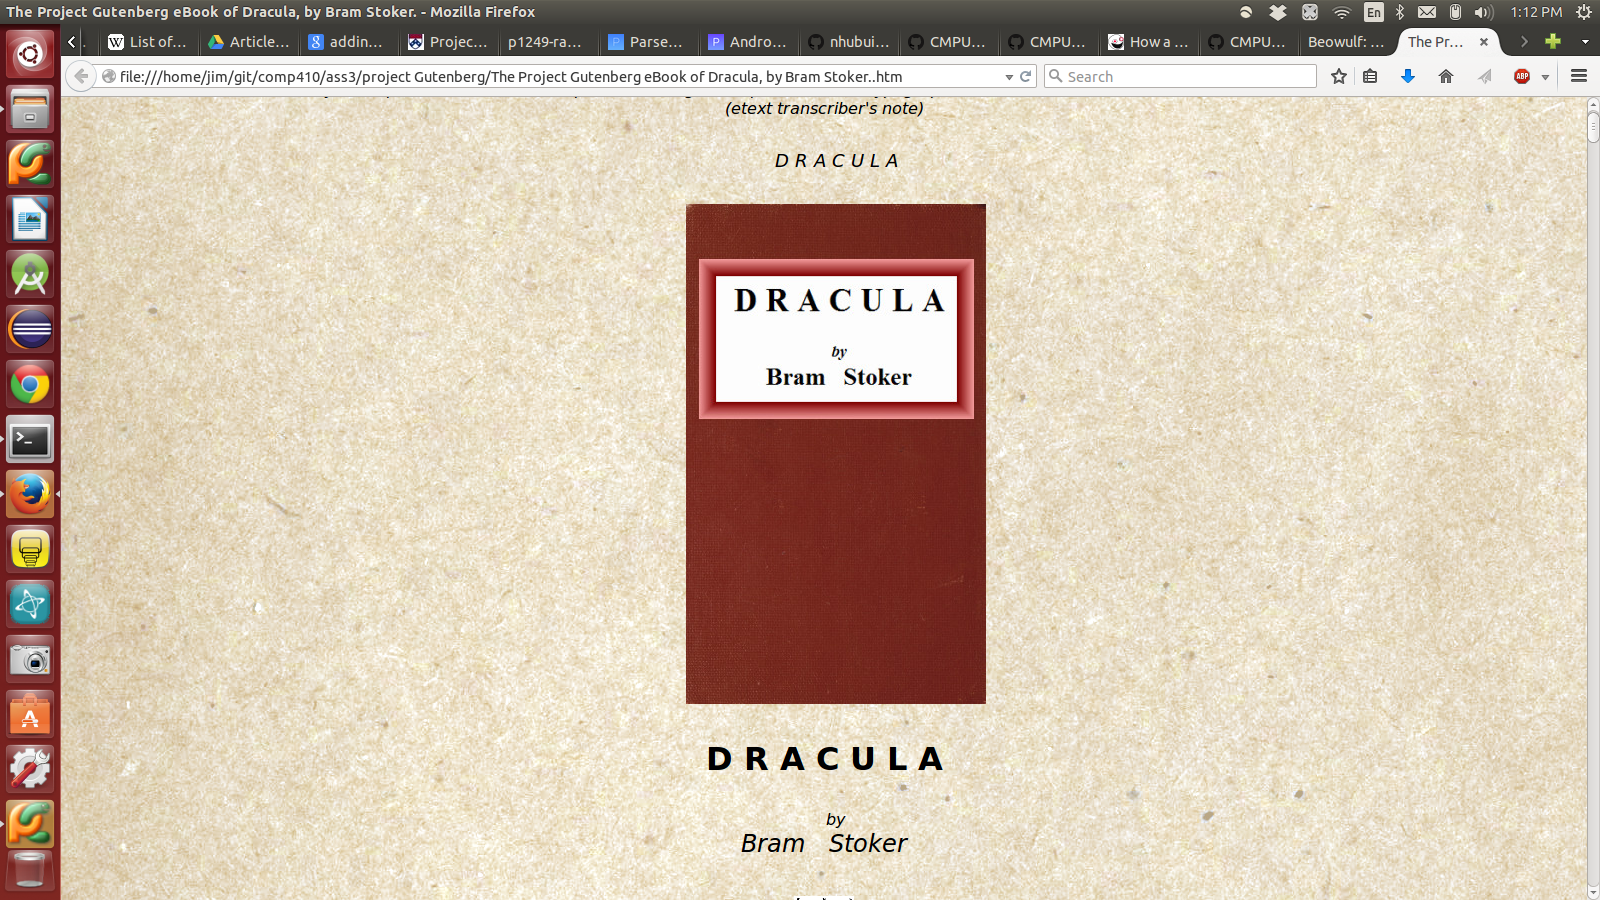 The Project Gutenberg eBook of Dracula, by Bram Stoker. - Mozilla Firefox
En
1:12 PM
List of...
Article...
addin...
Projec...
p1249-ra...
Parse...
Andro...
nhubui...
CMPU...
CMPU...
How a ...
CMPU...
Beowulf: ...
The Pr...
file:///home/jim/git/comp410/ass3/project Gutenberg/The Project Gutenberg eBook of Dracula, by Bram Stoker..htm
Search
ABP
(etext transcriber's note)
D R A C U L A
D R A C U L A
by
Bram Stoker
D R A C U L A
by
Bram Stoker